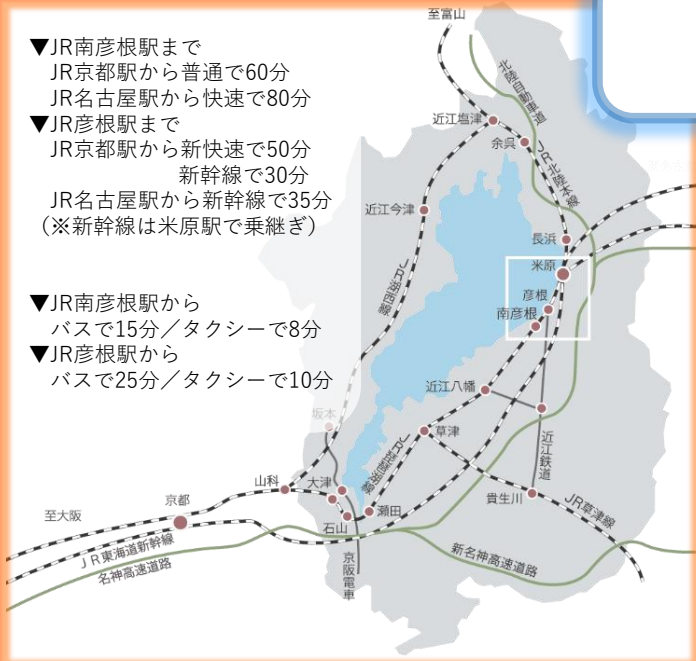 ▼JR南彦根駅まで
JR京都駅から普通で60分
JR名古屋駅から快速で80分
▼JR彦根駅まで
JR京都駅から新快速で50分
新幹線で30分
JR名古屋駅から新幹線で35分
(※新幹線は米原駅で乗継ぎ)
▼JR南彦根駅から
バスで15分／タクシーで8分
▼JR彦根駅から
バスで25分／タクシーで10分
至富山
北陸自動車道
近江塩津
余呉
JR北陸本線
近江今津
長浜
米原
JR湖西線
彦根
南彦根
近江八幡
坂本
草津
JR琵琶湖線
近江鉄道
山科
大津
貴生川
京都
瀬田
JR草津線
至大阪
石山
JR東海道新幹線
新名神高速道路
名神高速道路
京阪電車